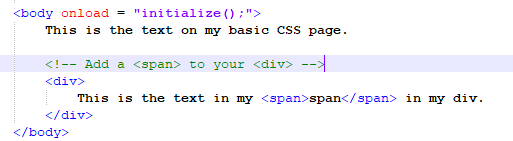 <body onload = "initialize();">
This is the text on my basic CSS page.
<!-- Add a <span> to your <div> -->
<div>
This is the text in my <span>span</span> in my div.
</div>
</body>